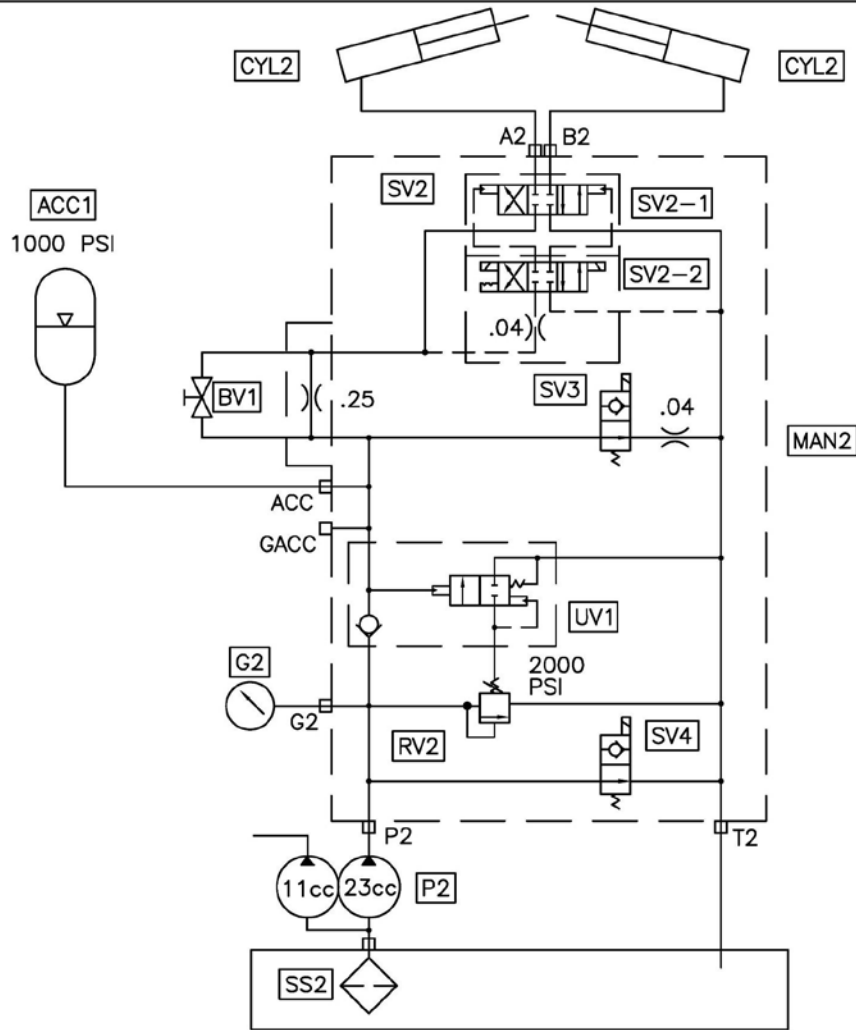 CYL2
CYL2
A2
B2
SV2
SV2-1
ACC1
1000 PSI
SV2-2
.04
SV3
BV1
.25
.04
MAN2
ACC
GACC
UV1
G2
2000
PSI
G2
RV2
SV4
P2
T2
11cc
23cc
P2
SS2